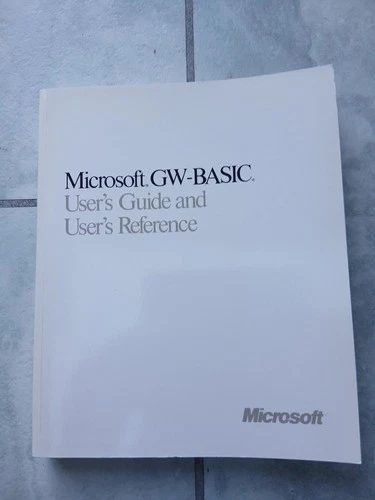 Microsoft® GW-BASIC®
User's Guide and
User's Reference
Microsoft®